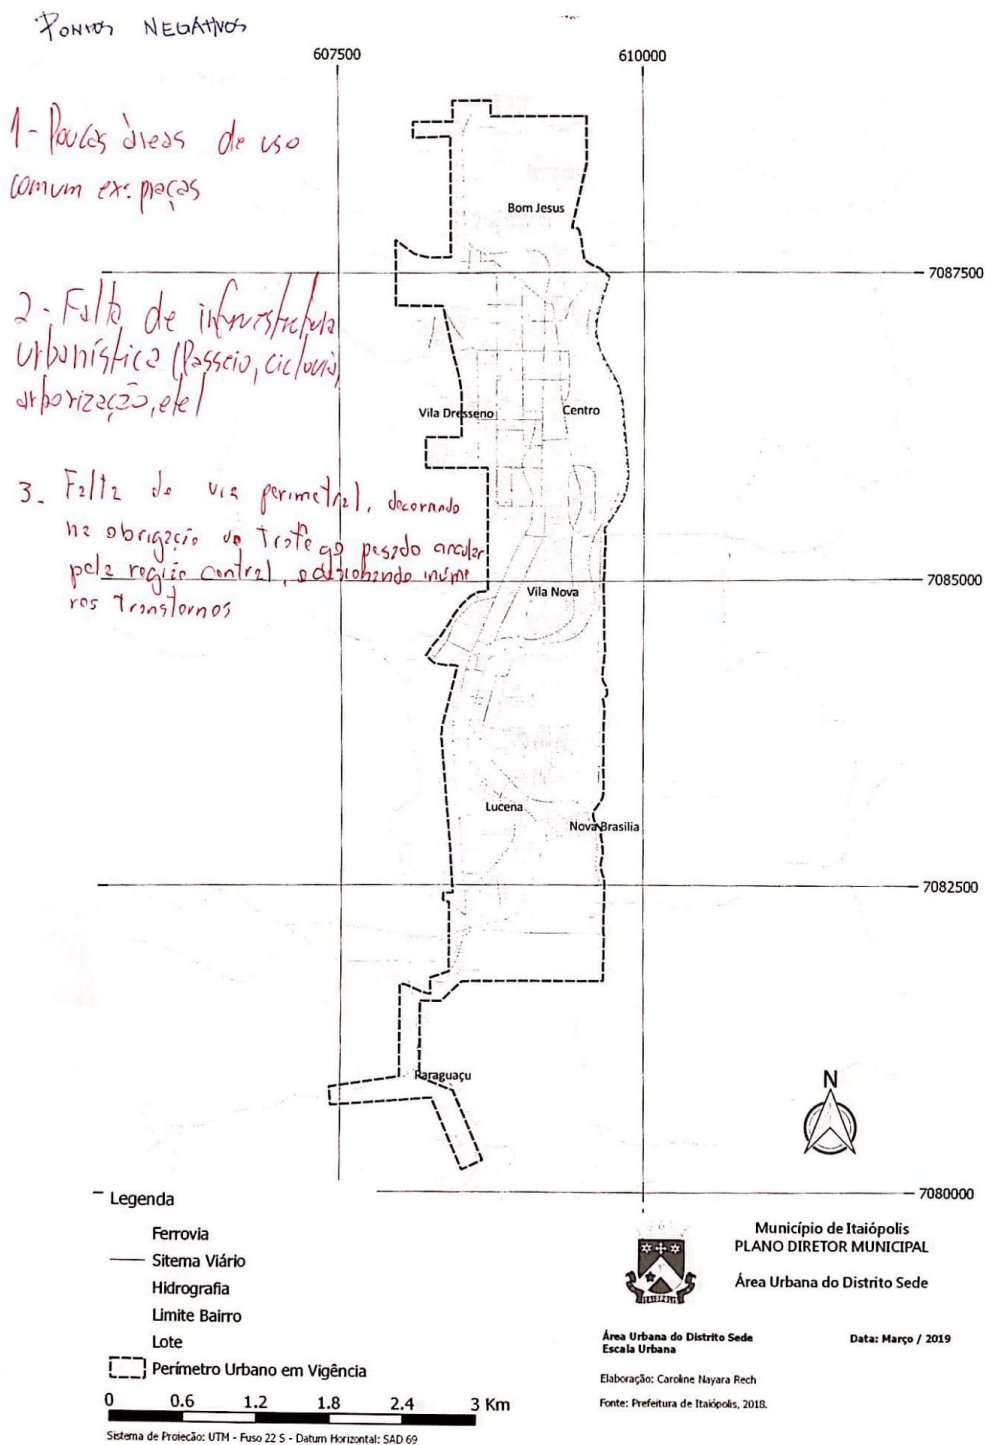 PONTOS NEGATIVOS
607500
610000
1 - Poucas áreas de uso
comum ex: praças
Bom Jesus
7087500
2 - Falta de infraestrutura
urbanística (Passeio, ciclovia,
arborização, etc)
Vila Dresseno
Centro
3. Falta de via perimetral, decorrendo
na obrigação do trafego pesado
pela região central, inúme
ros transtornos
7085000
Vila Nova
Lucena
Nova Brasilia
7082500
Paraguaçu
N
7080000
Legenda
Ferrovia
Sitema Viário
Hidrografia
Limite Bairro
Lote
Perímetro Urbano em Vigência
0 0.6 1.2 1.8 2.4 3 Km
Sistema de Projecão: UTM - Fuso 22 S - Datum Horizontal: SAD 69
ITAIÓPOLIS
Município de Itaiópolis
PLANO DIRETOR MUNICIPAL
Área Urbana do Distrito Sede
Área Urbana do Distrito Sede
Escala Urbana
Data: Março / 2019
Elaboração: Caroline Nayara Rech
Fonte: Prefeitura de Itaiópolis, 2018.